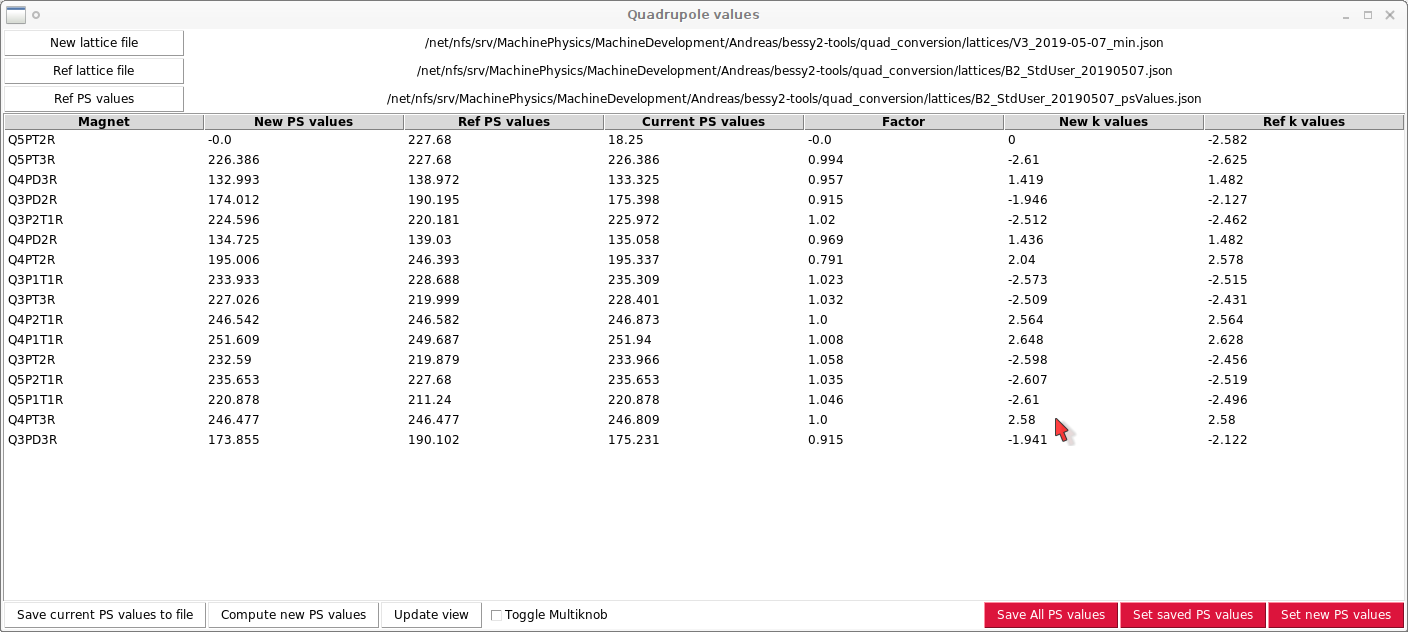 Quadrupole values
New lattice file /net/nfs/srv/MachinePhysics/MachineDevelopment/Andreas/bessy2-tools/quad_conversion/lattices/V3_2019-05-07_min.json
Ref lattice file /net/nfs/srv/MachinePhysics/MachineDevelopment/Andreas/bessy2-tools/quad_conversion/lattices/B2_StdUser_20190507.json
Ref PS values /net/nfs/srv/MachinePhysics/MachineDevelopment/Andreas/bessy2-tools/quad_conversion/lattices/B2_StdUser_20190507_psValues.json
Magnet New PS values Ref PS values Current PS values Factor New k values Ref k values
Q5PT2R -0.0 227.68 18.25 -0.0 0 -2.582
Q5PT3R 226.386 227.68 226.386 0.994 -2.61 -2.625
Q4PD3R 132.993 138.972 133.325 0.957 1.419 1.482
Q3PD2R 174.012 190.195 175.398 0.915 -1.946 -2.127
Q3P2T1R 224.596 220.181 225.972 1.02 -2.512 -2.462
Q4PD2R 134.725 139.03 135.058 0.969 1.436 1.482
Q4PT2R 195.006 246.393 195.337 0.791 2.04 2.578
Q3P1T1R 233.933 228.688 235.309 1.023 -2.573 -2.515
Q3PT3R 227.026 219.999 228.401 1.032 -2.509 -2.431
Q4P2T1R 246.542 246.582 246.873 1.0 2.564 2.564
Q4P1T1R 251.609 249.687 251.94 1.008 2.648 2.628
Q3PT2R 232.59 219.879 233.966 1.058 -2.598 -2.456
Q5P2T1R 235.653 227.68 235.653 1.035 -2.607 -2.519
Q5P1T1R 220.878 211.24 220.878 1.046 -2.61 -2.496
Q4PT3R 246.477 246.477 246.809 1.0 2.58 2.58
Q3PD3R 173.855 190.102 175.231 0.915 -1.941 -2.122
Save current PS values to file Compute new PS values Update view Toggle Multiknob Save All PS values Set saved PS values Set new PS values